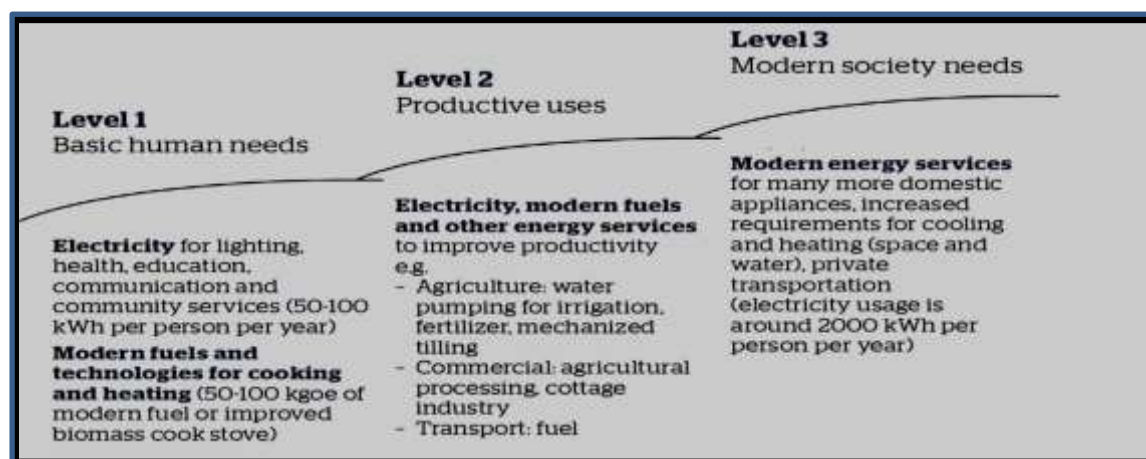 Level 1
Basic human needs
Electricity for lighting,
health, education,
communication and
community services (50-100
kWh per person per year)
Modern fuels and
technologies for cooking
and heating (50-100 kgoe of
modern fuel or improved
biomass cook stove)
Level 2
Productive uses
Electricity, modern fuels
and other energy services
to improve productivity
e.g.
- Agriculture: water
pumping for irrigation,
fertilizer, mechanized
tilling
- Commercial: agricultural
processing, cottage
industry
- Transport: fuel
Level 3
Modern society needs
Modern energy services
for many more domestic
appliances, increased
requirements for cooling
and heating (space and
water), private
transportation
(electricity usage is
around 2000 kWh per
person per year)